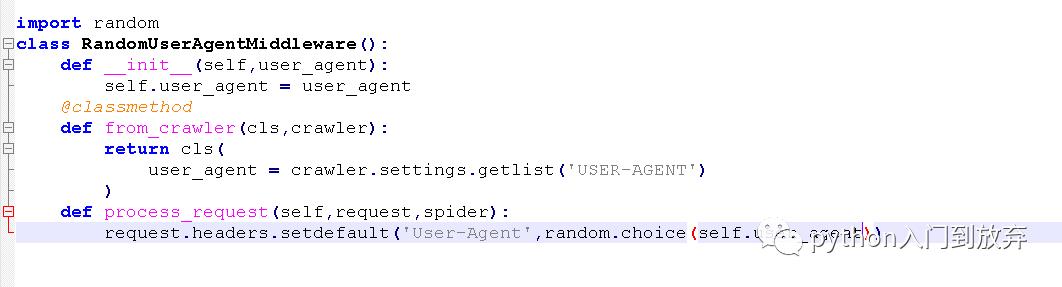 import random
class RandomUserAgentMiddleware():
    def __init__(self,user_agent):
        self.user_agent = user_agent
    @classmethod
    def from_crawler(cls,crawler):
        return cls(
            user_agent = crawler.settings.getlist('USER-AGENT')
        )
    def process_request(self,request,spider):
        request.headers.setdefault('User-Agent',random.choice(self.user_agent))
python入门到放弃